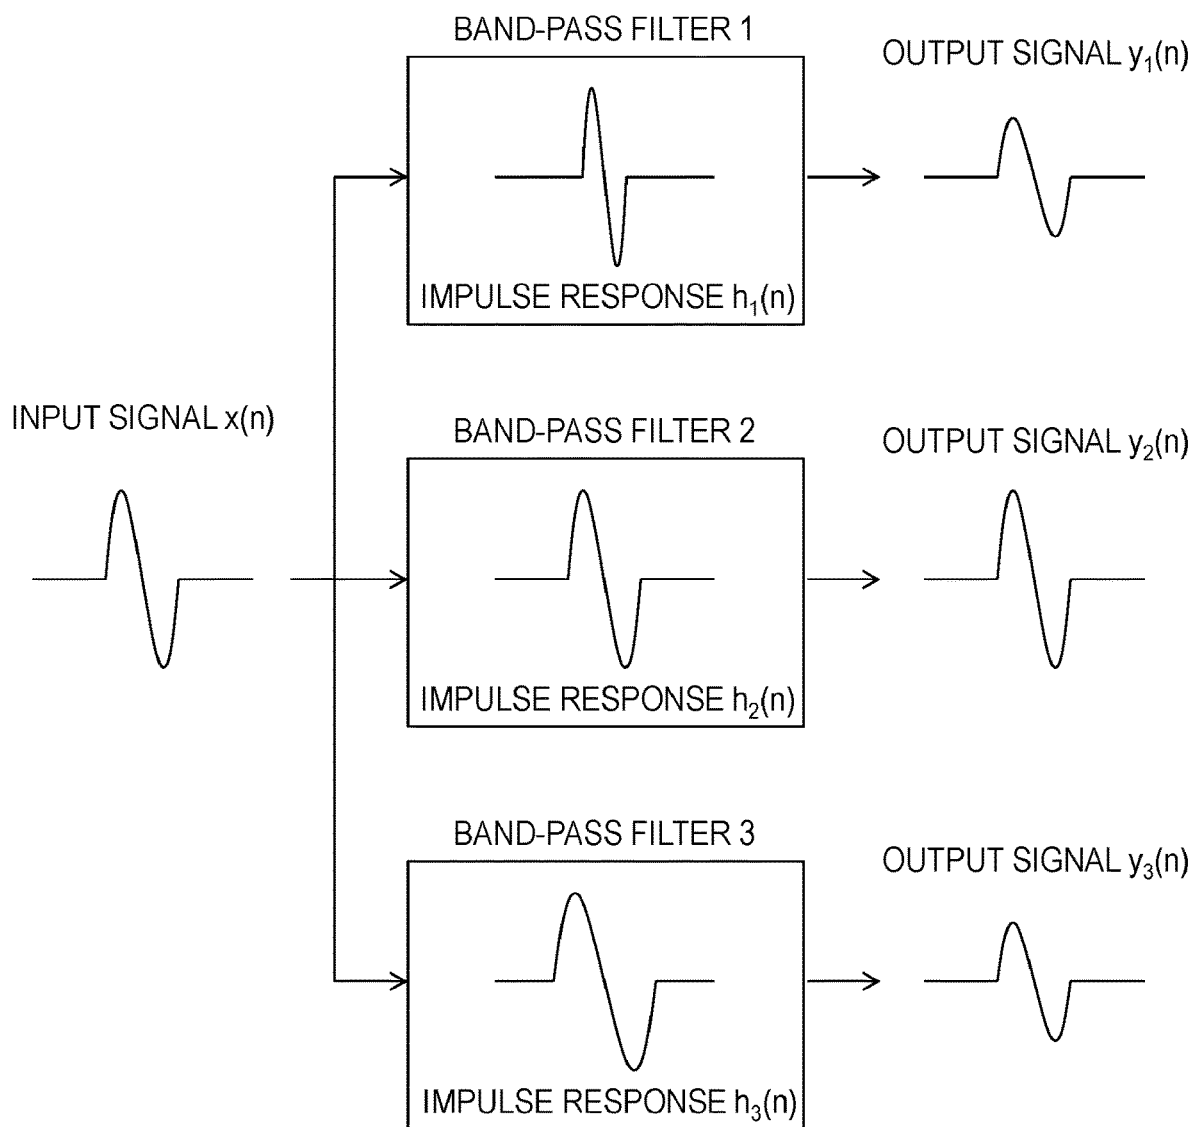 BAND-PASS FILTER 1
OUTPUT SIGNAL y₁(n)
IMPULSE RESPONSE h₁(n)
INPUT SIGNAL x(n)
BAND-PASS FILTER 2
OUTPUT SIGNAL y₂(n)
IMPULSE RESPONSE h₂(n)
BAND-PASS FILTER 3
OUTPUT SIGNAL y₃(n)
IMPULSE RESPONSE h₃(n)